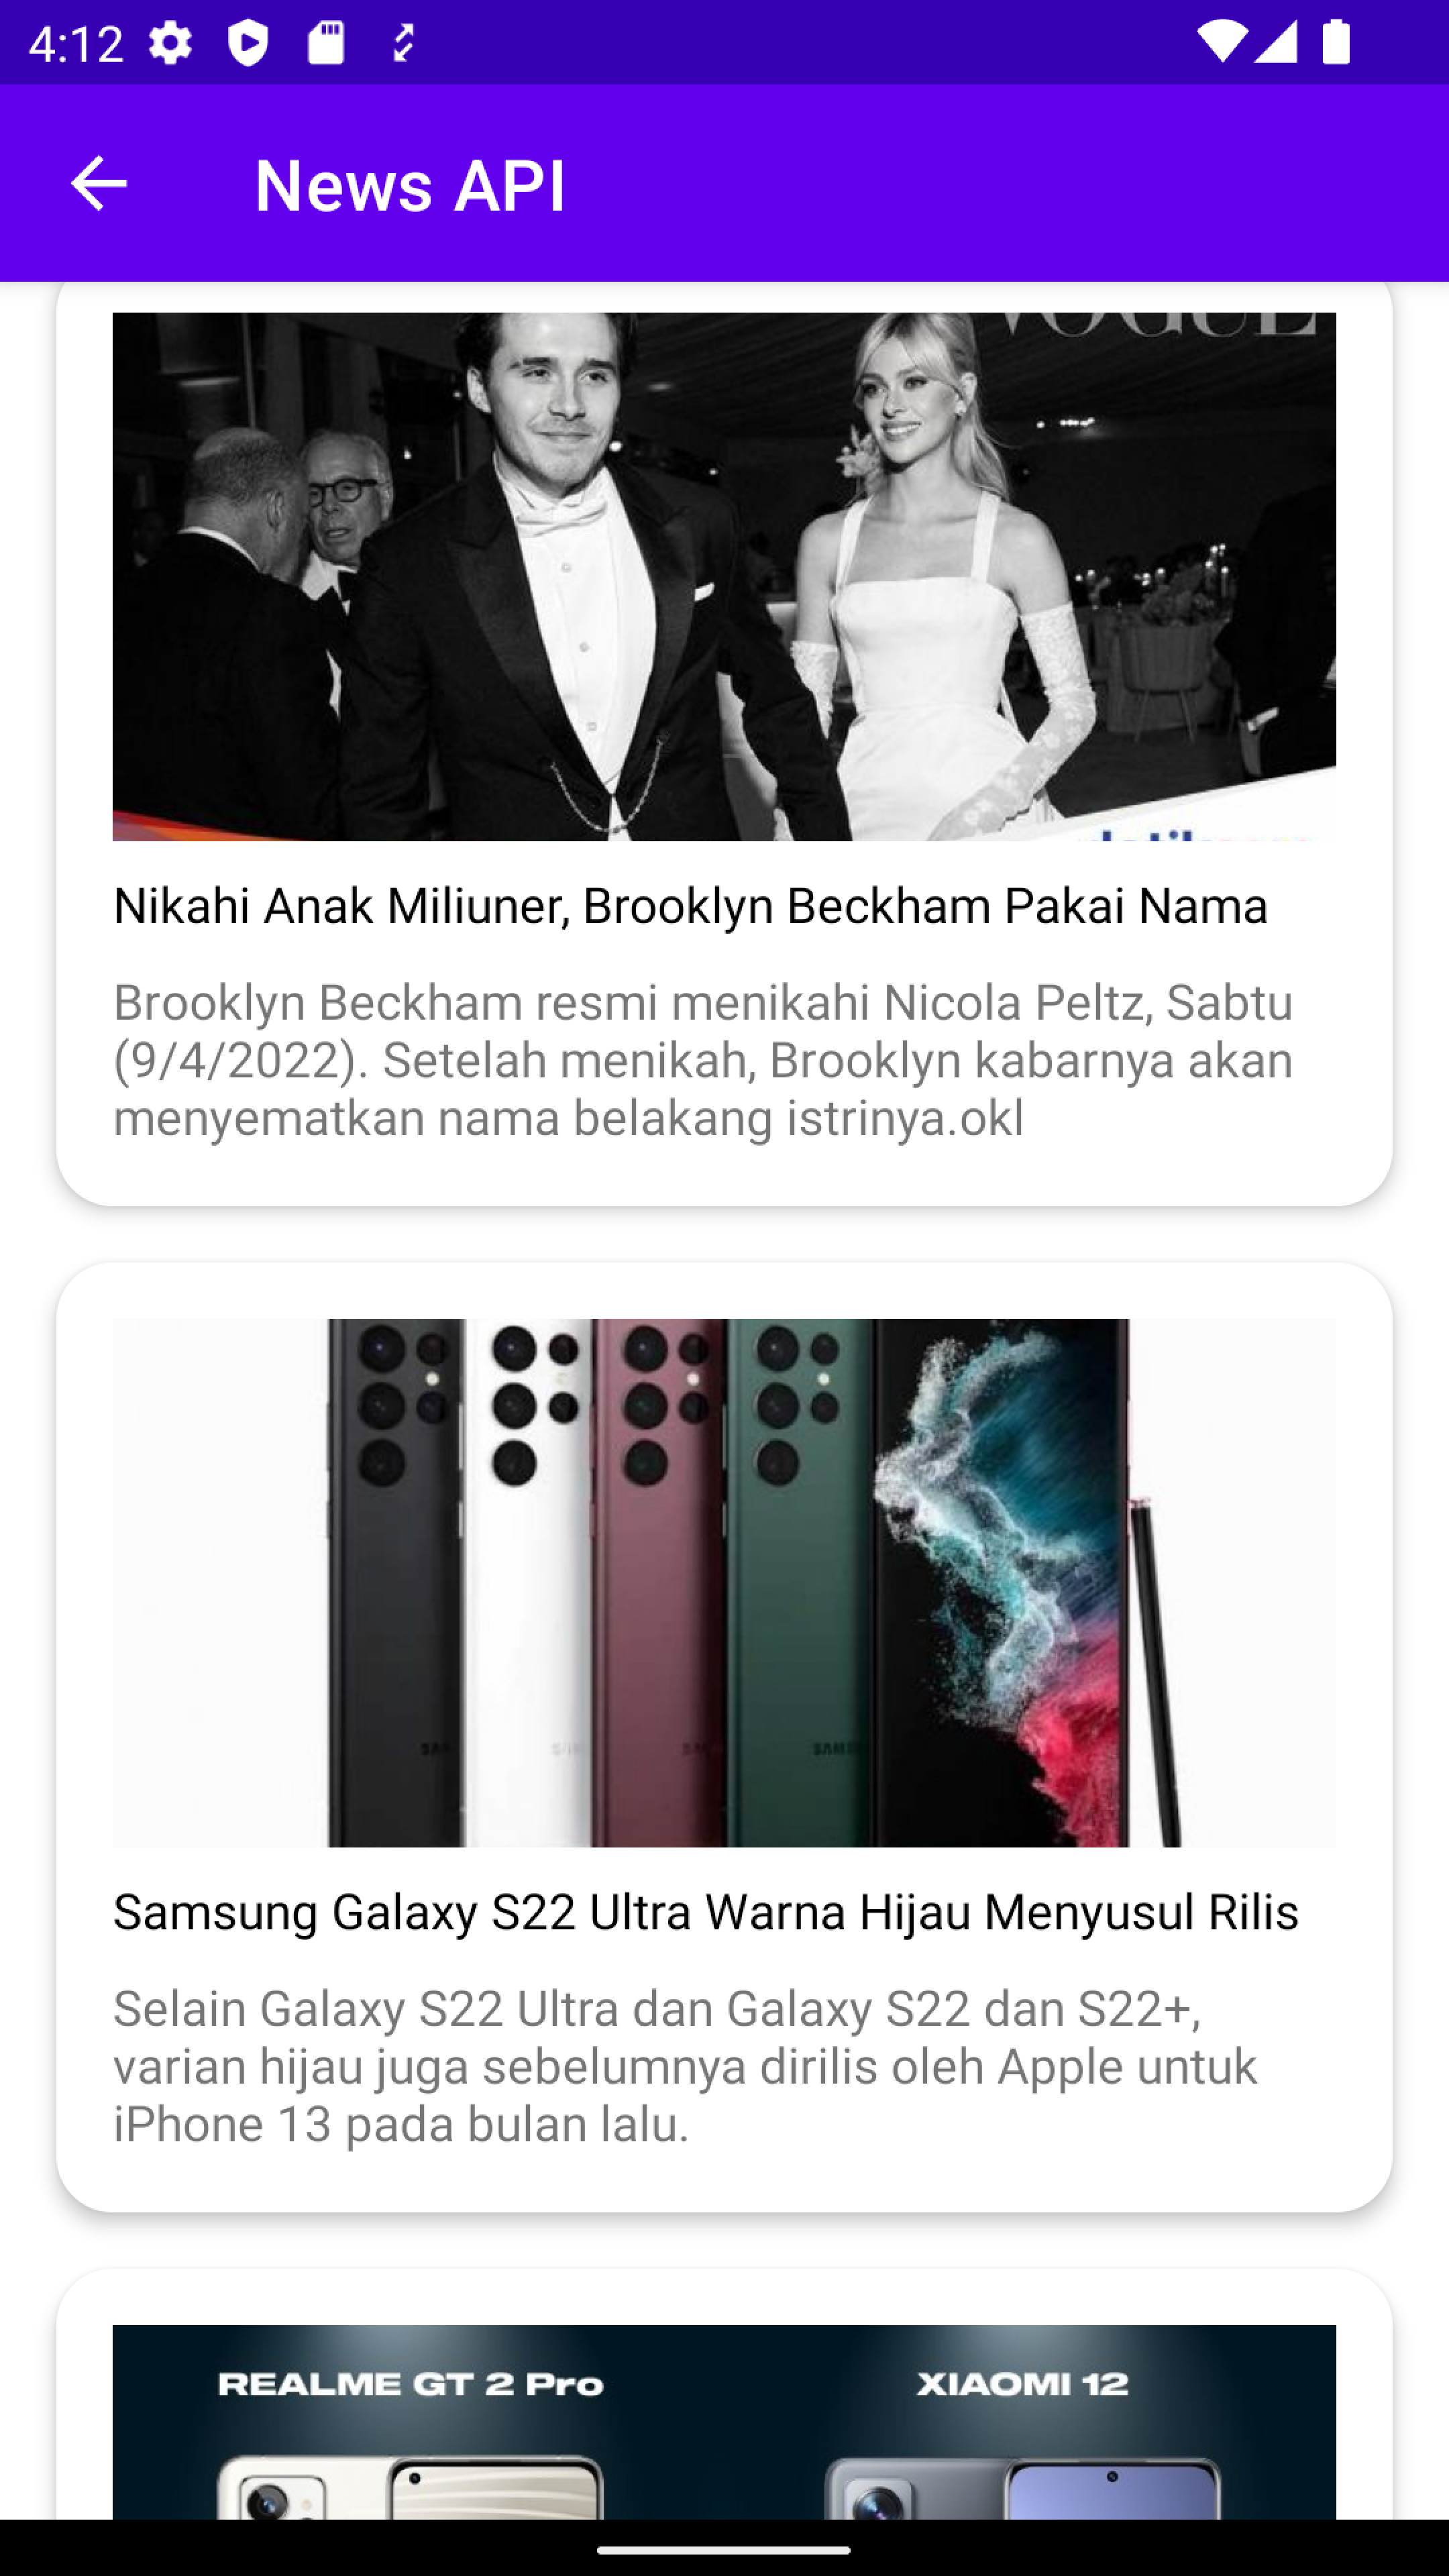 4:12
News API
VOGUE
Nikahi Anak Miliuner, Brooklyn Beckham Pakai Nama
Brooklyn Beckham resmi menikahi Nicola Peltz, Sabtu
(9/4/2022). Setelah menikah, Brooklyn kabarnya akan
menyematkan nama belakang istrinya.okl
Samsung Galaxy S22 Ultra Warna Hijau Menyusul Rilis
Selain Galaxy S22 Ultra dan Galaxy S22 dan S22+,
varian hijau juga sebelumnya dirilis oleh Apple untuk
iPhone 13 pada bulan lalu.
REALME GT 2 Pro
XIAOMI 12